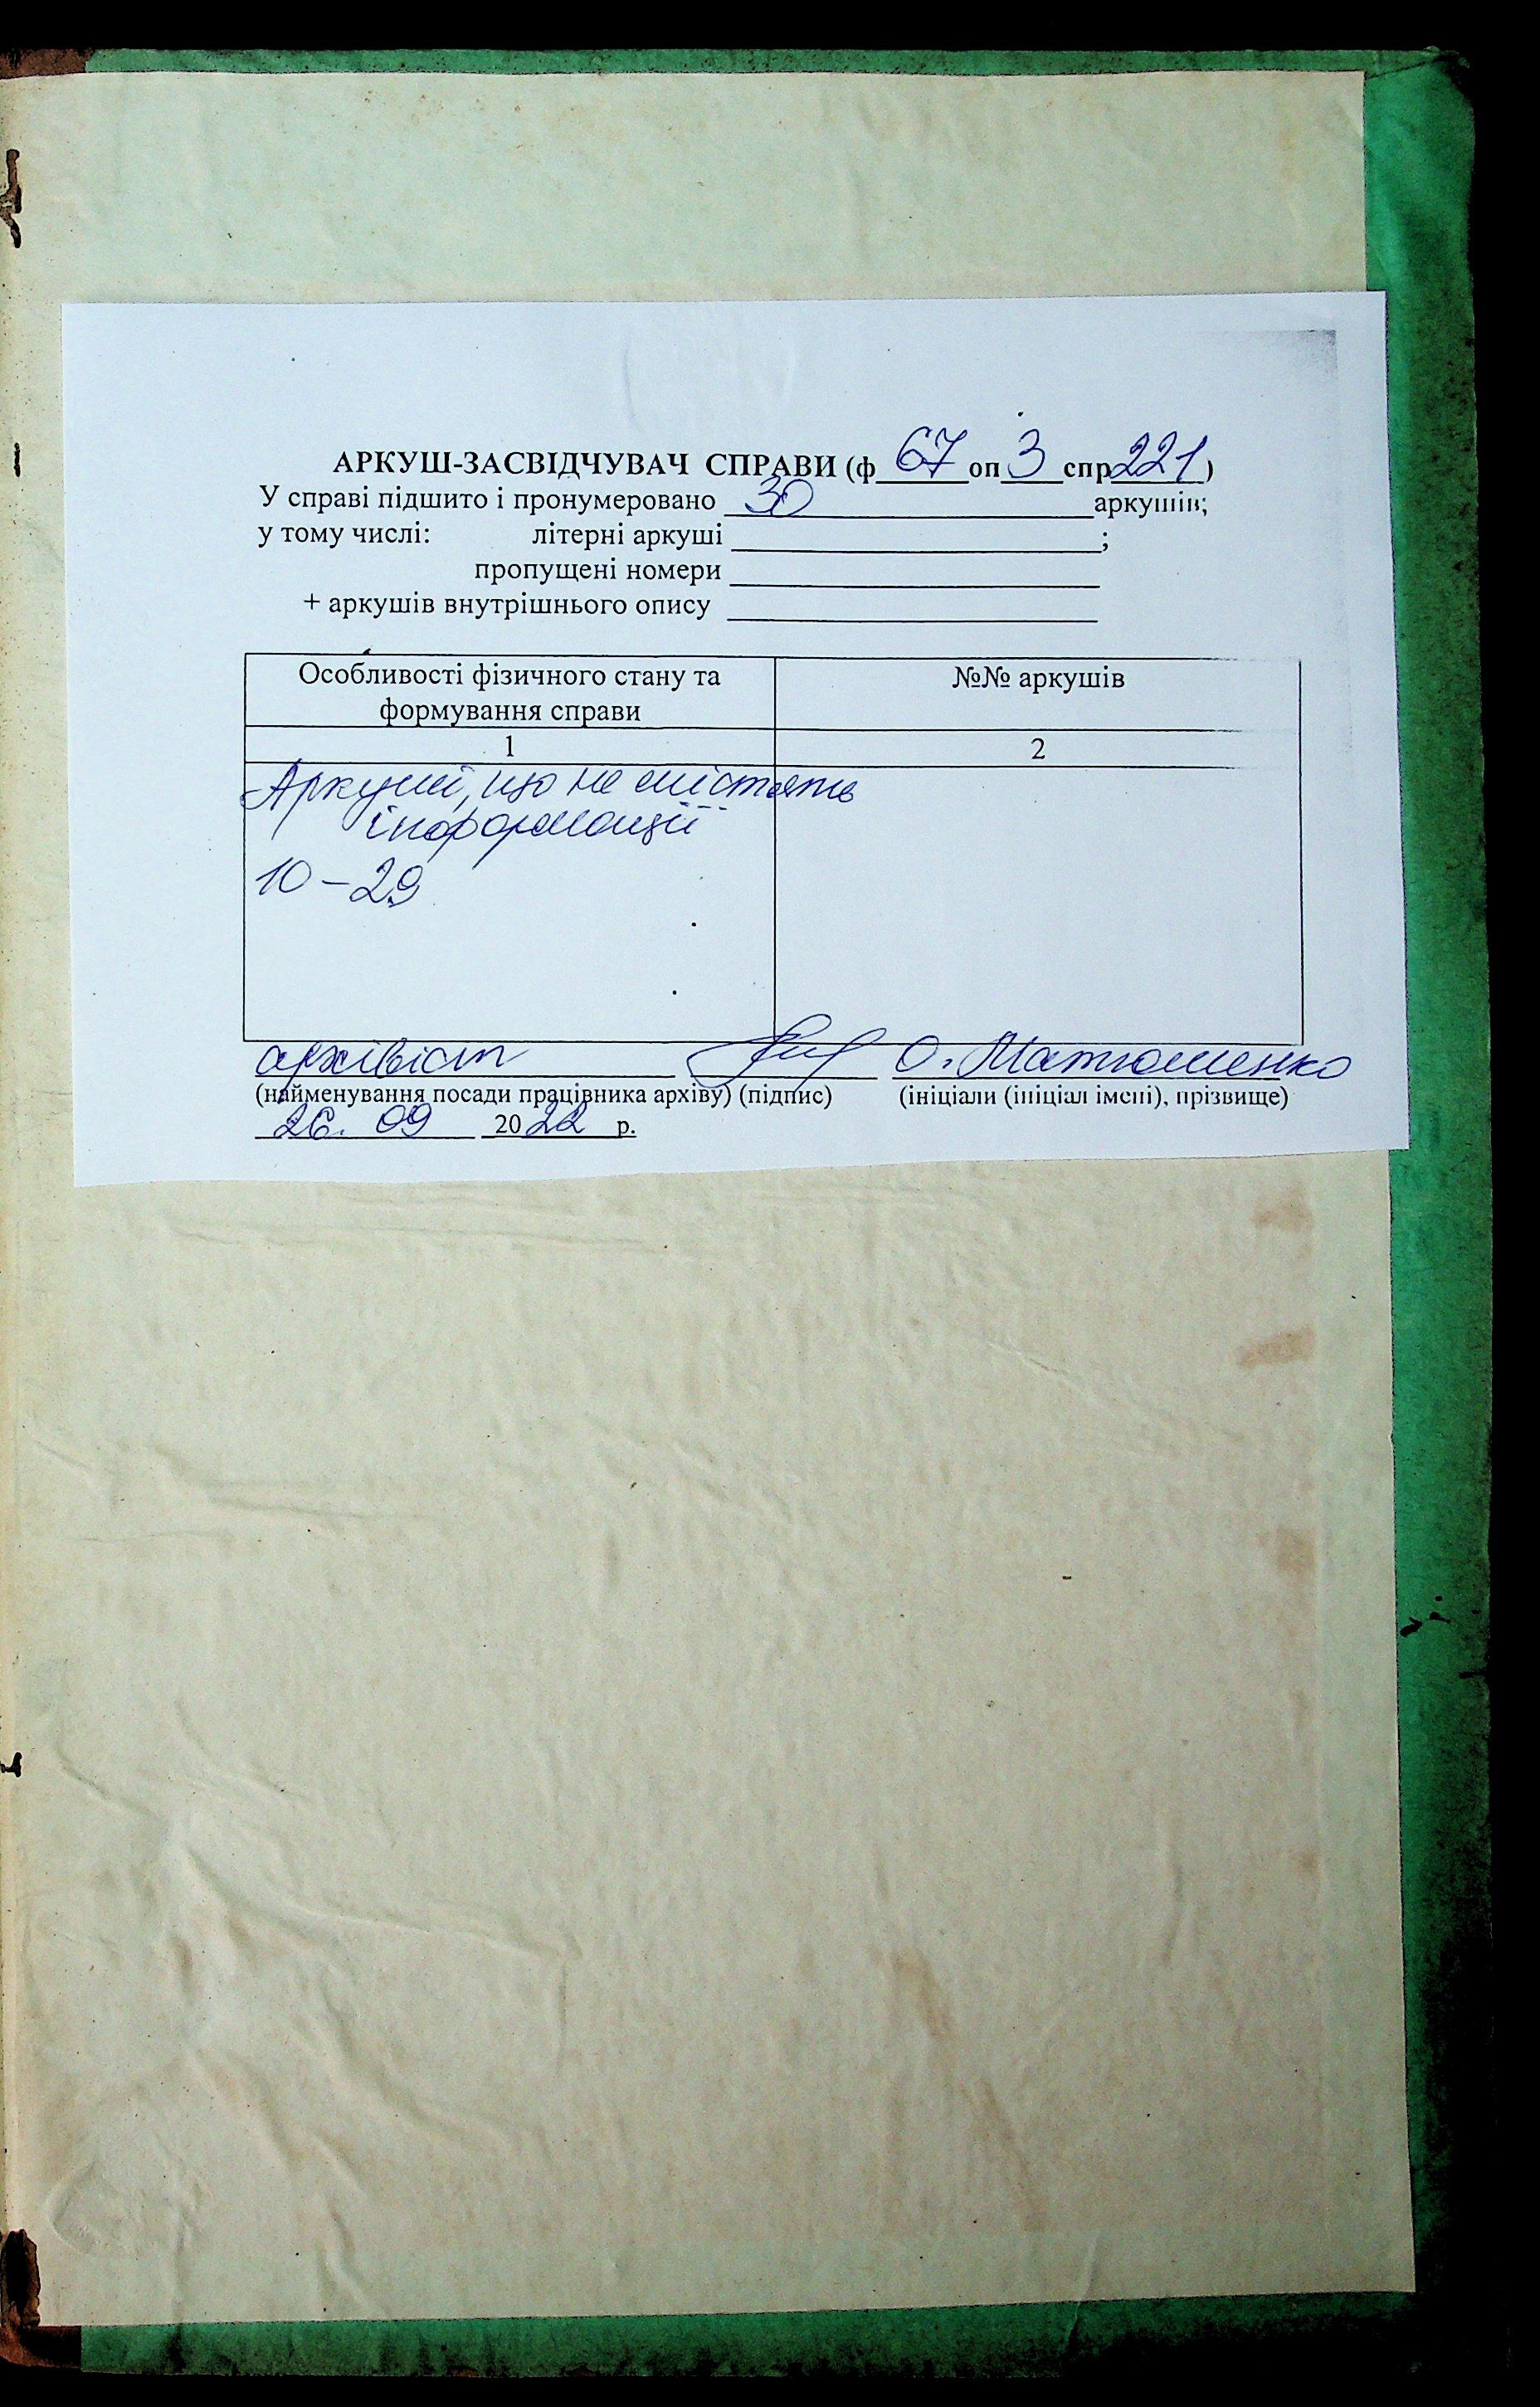 АРКУШ-ЗАСВІДЧУВАЧ СПРАВИ (ф 67 оп 3 спр 221)
У справі підшито і пронумеровано 30 аркушів;
у тому числі: літерні аркуші ;
пропущені номери
+ аркушів внутрішнього опису
Особливості фізичного стану та формування справи №№ аркушів
1 2
Аркуші, що не містять
інформації
10-29
архівіст О. Матюшенко
(найменування посади працівника архіву) (підпис) (ініціали (ініціал імені), прізвище)
26. 09 2022 р.